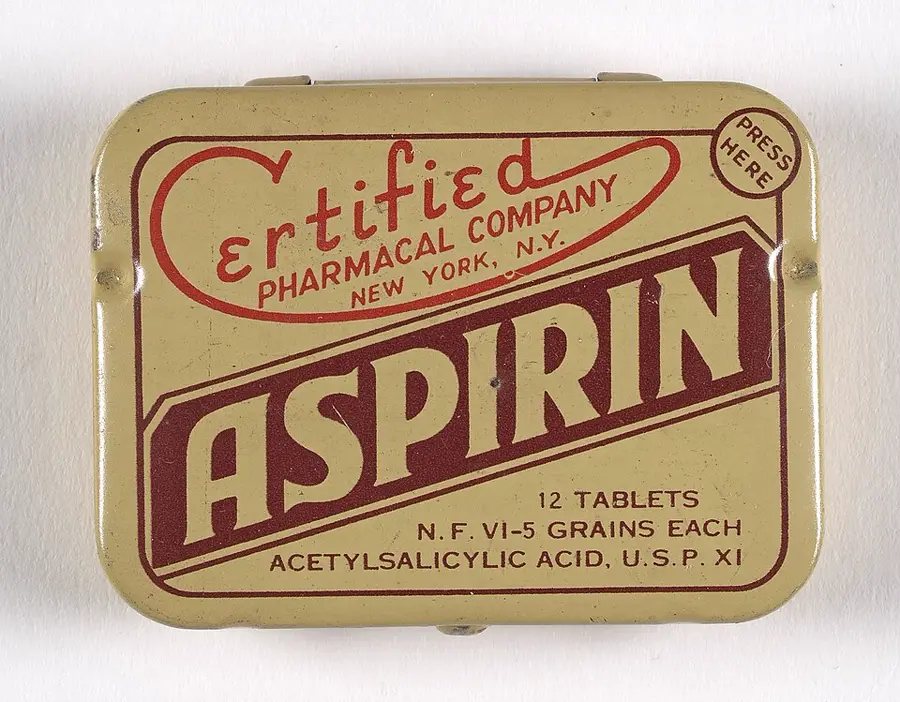 Certified
PHARMACAL COMPANY
NEW YORK, N.Y.
PRESS
HERE
ASPIRIN
12 TABLETS
N.F. VI-5 GRAINS EACH
ACETYLSALICYLIC ACID, U.S.P. XI